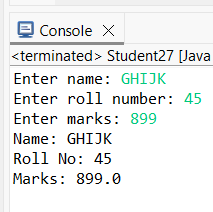 Console
<terminated> Student27 [Java
Enter name: GHIJK
Enter roll number: 45
Enter marks: 899
Name: GHIJK
Roll No: 45
Marks: 899.0